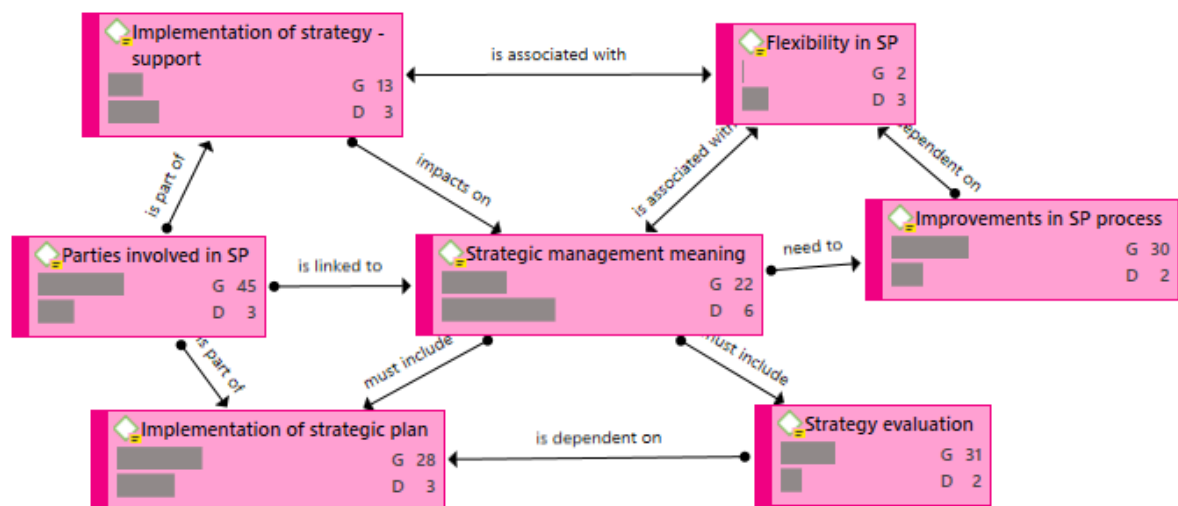 Implementation of strategy -
support
G 13
D 3
is associated with
Flexibility in SP
G 2
D 3
is part of
impacts on
is associated with
dependent on
Parties involved in SP
G 45
D 3
is linked to
Strategic management meaning
G 22
D 6
need to
Improvements in SP process
G 30
D 2
is part of
must include
must include
Implementation of strategic plan
G 28
D 3
is dependent on
Strategy evaluation
G 31
D 2